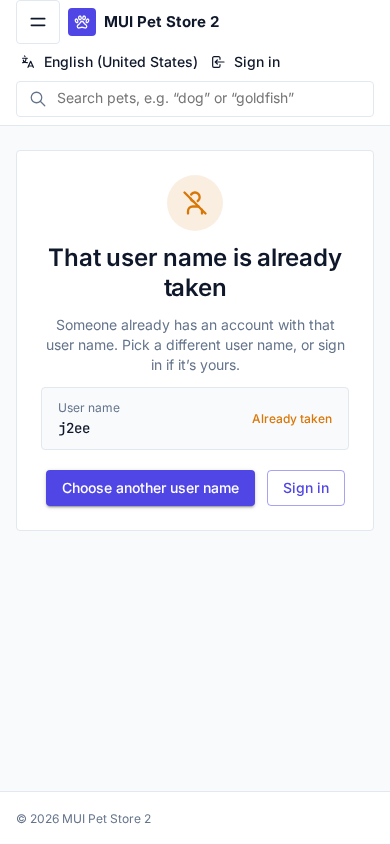 MUI Pet Store 2
English (United States)
Sign in
Search pets, e.g. “dog” or “goldfish”
That user name is already
taken
Someone already has an account with that
user name. Pick a different user name, or sign
in if it’s yours.
User name
j2ee
Already taken
Choose another user name
Sign in
© 2026 MUI Pet Store 2